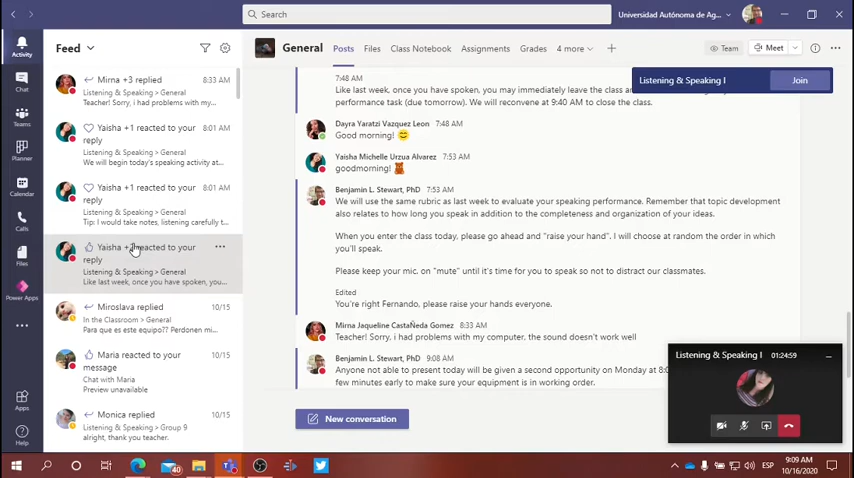 Search
Universidad Autónoma de Ag...
Activity
Chat
Teams
Planner
Calendar
Calls
Files
Power Apps
Apps
Help
Feed
Mirna +3 replied 8:33 AM
Listening & Speaking > General
Teacher! Sorry, i had problems with my...
Yaisha +1 reacted to your 8:01 AM
reply
Listening & Speaking > General
We will begin today's speaking activity at...
Yaisha +1 reacted to your 8:01 AM
reply
Listening & Speaking > General
Tip: I would take notes, listening carefully t...
Yaisha + reacted to your
reply
Listening & Speaking > General
Like last week, once you have spoken, you...
Miroslava replied 10/15
In the Classroom > General
Para que es este equipo?? Perdonen mi...
Maria reacted to your 10/15
message
Chat with Maria
Preview unavailable
Monica replied 10/15
Listening & Speaking > Group 9
alright, thank you teacher.
General Posts Files Class Notebook Assignments Grades 4 more
Team Meet
Listening & Speaking I Join
7:48 AM
Like last week, once you have spoken, you may immediately leave the class an
performance task (due tomorrow). We will reconvene at 9:40 AM to close the class.
Dayra Yaratzi Vazquez Leon 7:48 AM
Good morning!
Yaisha Michelle Urzua Alvarez 7:53 AM
goodmorning!
Benjamin L. Stewart, PhD 7:53 AM
We will use the same rubric as last week to evaluate your speaking performance. Remember that topic development
also relates to how long you speak in addition to the completeness and organization of your ideas.
When you enter the class today, please go ahead and "raise your hand". I will choose at random the order in which
you'll speak.
Please keep your mic. on "mute" until it's time for you to speak so not to distract our classmates.
Edited
You're right Fernando, please raise your hands everyone.
Mirna Jaqueline CastaÑeda Gomez 8:33 AM
Teacher! Sorry, i had problems with my computer, the sound doesn't work well
Benjamin L. Stewart, PhD 9:08 AM
Anyone not able to present today will be given a second opportunity on Monday at 8:0
few minutes early to make sure your equipment is in working order.
New conversation
Listening & Speaking I 01:24:59
40
ESP
9:09 AM
10/16/2020